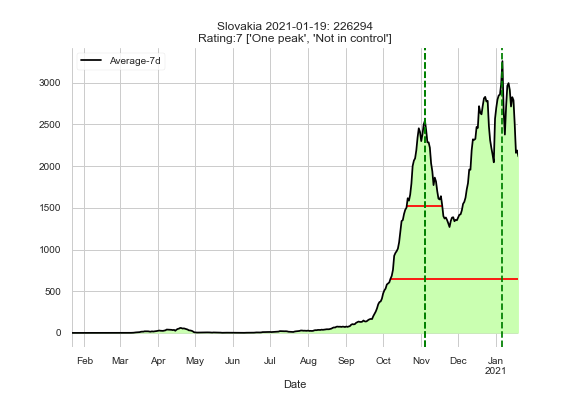 Slovakia 2021-01-19: 226294
Rating:7 ['One peak', 'Not in control']
Average-7d
3000
2500
2000
1500
1000
500
0
Feb Mar Apr May Jun Jul Aug Sep Oct Nov Dec Jan
2021
Date